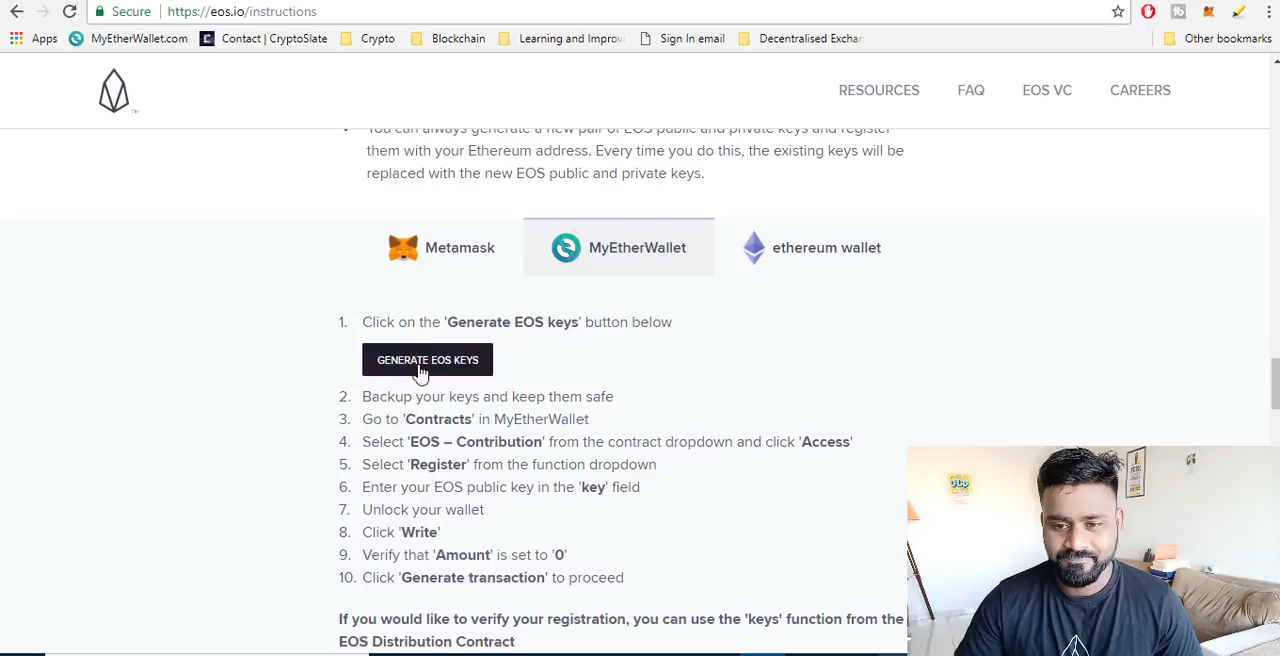 Secure https://eos.io/instructions
Apps MyEtherWallet.com Contact | CryptoSlate Crypto Blockchain Learning and Improvi Sign In email Decentralised Exchan Other bookmarks
RESOURCES FAQ EOS VC CAREERS
You can always generate a new pair of EOS public and private keys and register
them with your Ethereum address. Every time you do this, the existing keys will be
replaced with the new EOS public and private keys.
Metamask MyEtherWallet ethereum wallet
1. Click on the 'Generate EOS keys' button below
GENERATE EOS KEYS
2. Backup your keys and keep them safe
3. Go to 'Contracts' in MyEtherWallet
4. Select 'EOS – Contribution' from the contract dropdown and click 'Access'
5. Select 'Register' from the function dropdown
6. Enter your EOS public key in the 'key' field
7. Unlock your wallet
8. Click 'Write'
9. Verify that 'Amount' is set to '0'
10. Click 'Generate transaction' to proceed
If you would like to verify your registration, you can use the 'keys' function from the
EOS Distribution Contract